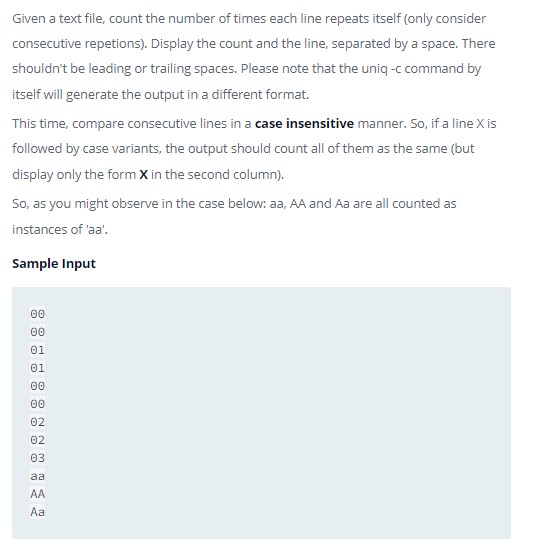 Given a text file, count the number of times each line repeats itself (only consider
consecutive repetions). Display the count and the line, separated by a space. There
shouldn't be leading or trailing spaces. Please note that the uniq -c command by
itself will generate the output in a different format.
This time, compare consecutive lines in a case insensitive manner. So, if a line X is
followed by case variants, the output should count all of them as the same (but
display only the form X in the second column).
So, as you might observe in the case below: aa, AA and Aa are all counted as
instances of 'aa'.
Sample Input
00
00
01
01
00
00
02
02
03
aa
AA
Aa